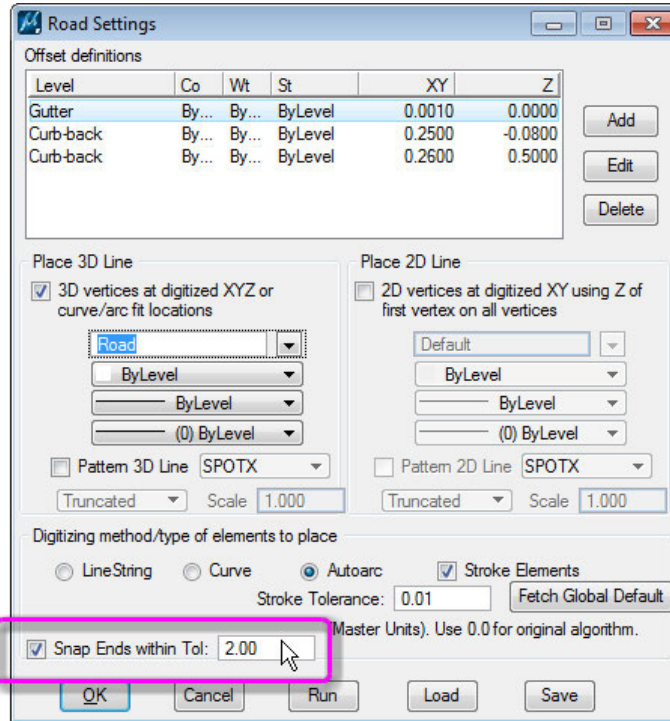 Road Settings
Offset definitions
Level Co Wt St XY Z
Gutter By... By... ByLevel 0.0010 0.0000
Curb-back By... By... ByLevel 0.2500 -0.0800
Curb-back By... By... ByLevel 0.2600 0.5000
Add
Edit
Delete
Place 3D Line
3D vertices at digitized XYZ or
curve/arc fit locations
Road
ByLevel
ByLevel
(0) ByLevel
Pattern 3D Line SPOTX
Truncated Scale 1.000
Place 2D Line
2D vertices at digitized XY using Z of
first vertex on all vertices
Default
ByLevel
ByLevel
(0) ByLevel
Pattern 2D Line SPOTX
Truncated Scale 1.000
Digitizing method/type of elements to place
LineString Curve Autoarc Stroke Elements
Stroke Tolerance: 0.01 Fetch Global Default
(Master Units). Use 0.0 for original algorithm.
Snap Ends within Tol: 2.00
OK Cancel Run Load Save